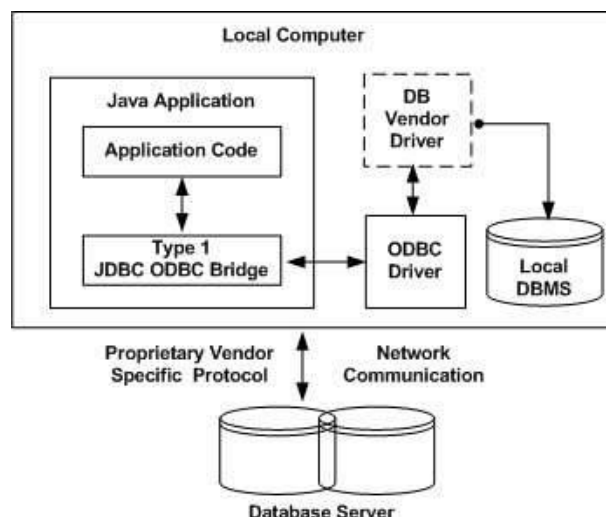 Local Computer
Java Application
Application Code
Type 1
JDBC ODBC Bridge
DB
Vendor
Driver
ODBC
Driver
Local
DBMS
Proprietary Vendor
Specific Protocol
Network
Communication
Database Server